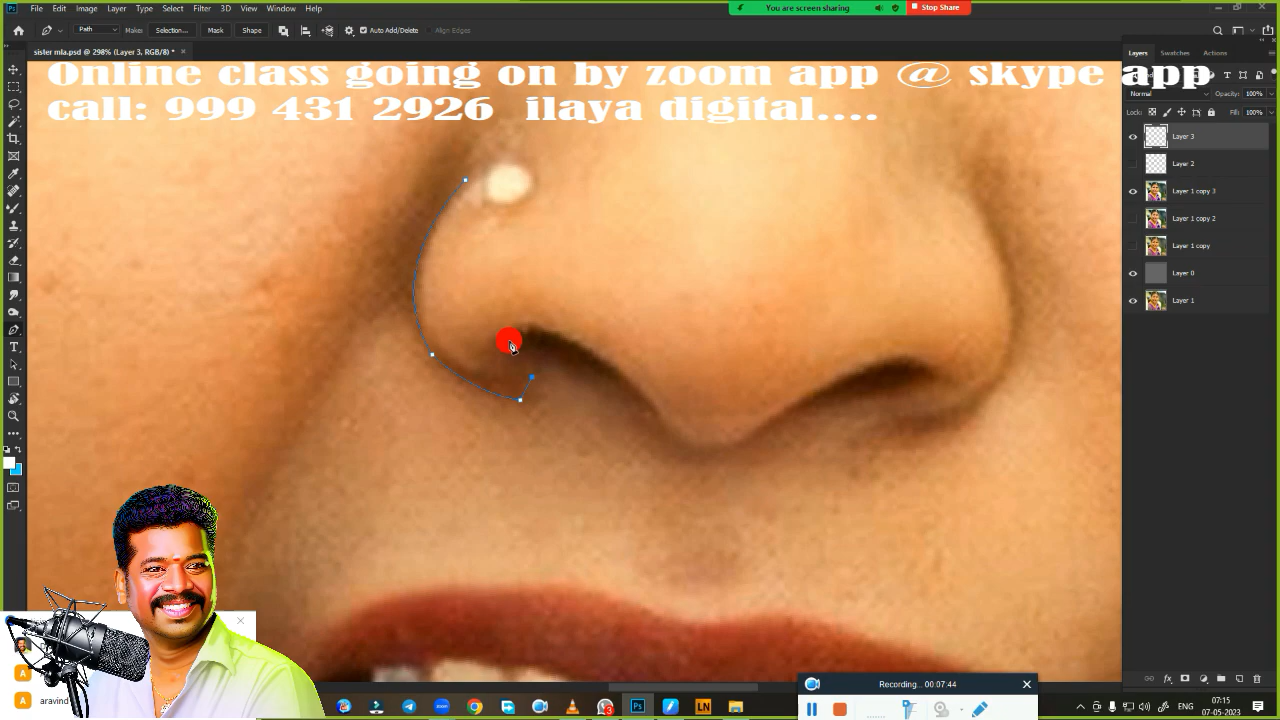 File Edit Image Layer Type Select Filter 3D View Window Help
You are screen sharing Stop Share
Path Makes Selection... Mask Shape Auto Add/Delete Align Edges
sister mla.psd @ 298% (Layer 3, RGB/8) * ×
Layers Swatches Actions
Online class going on by zoom app @ skype app
call: 999 431 2926 ilaya digital....
Normal Opacity: 100%
Lock: Fill: 100%
Layer 3
Layer 2
Layer 1 copy 3
Layer 1 copy 2
Layer 1 copy
Layer 0
Layer 1
A
A aravind
Recording... 00:07:44
zoom Ps LN
ENG
07:15
07-05-2023